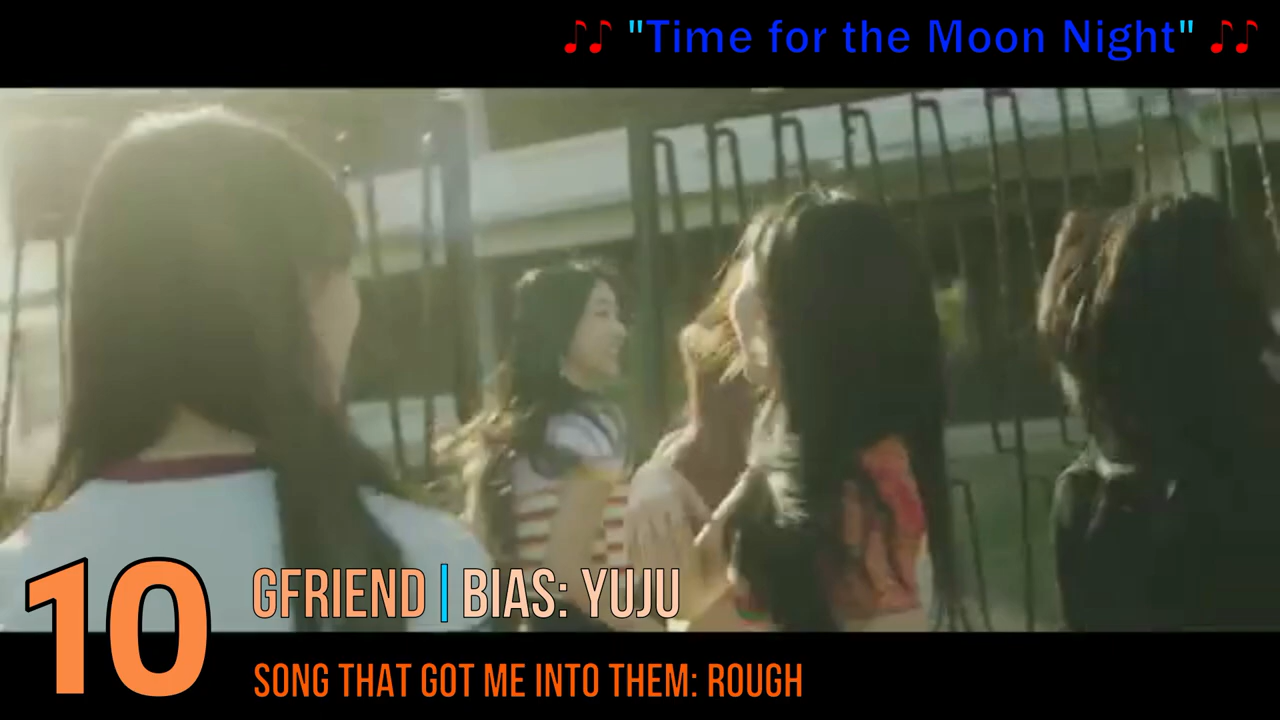 ♪♪ "Time for the Moon Night" ♪♪
10
GFRIEND | BIAS: YUJU
SONG THAT GOT ME INTO THEM: ROUGH